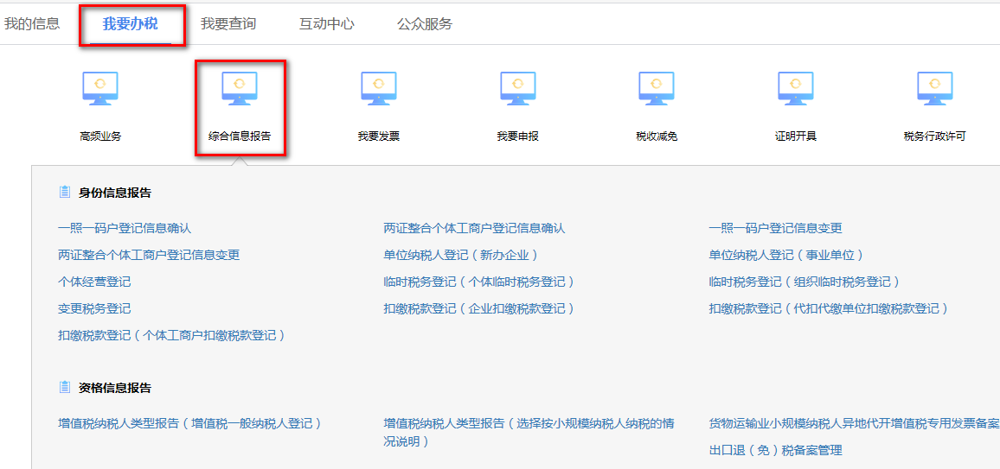 我的信息 我要办税 我要查询 互动中心 公众服务
高频业务 综合信息报告 我要发票 我要申报 税收减免 证明开具 税务行政许可
身份信息报告
一照一码户登记信息确认 两证整合个体工商户登记信息确认 一照一码户登记信息变更
两证整合个体工商户登记信息变更 单位纳税人登记（新办企业） 单位纳税人登记（事业单位）
个体经营登记 临时税务登记（个体临时税务登记） 临时税务登记（组织临时税务登记）
变更税务登记 扣缴税款登记（企业扣缴税款登记） 扣缴税款登记（代扣代缴单位扣缴税款登记）
扣缴税款登记（个体工商户扣缴税款登记）
资格信息报告
增值税纳税人类型报告（增值税一般纳税人登记） 增值税纳税人类型报告（选择按小规模纳税人纳税的情 货物运输业小规模纳税人异地代开增值税专用发票备案
况说明）
出口退（免）税备案管理